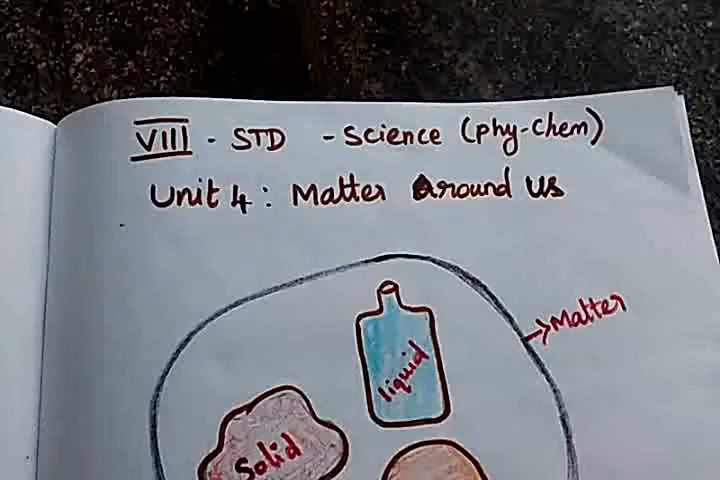 VIII - STD - Science (phy-chem)
Unit 4 : Matter Around Us
Matter
liquid
Solid